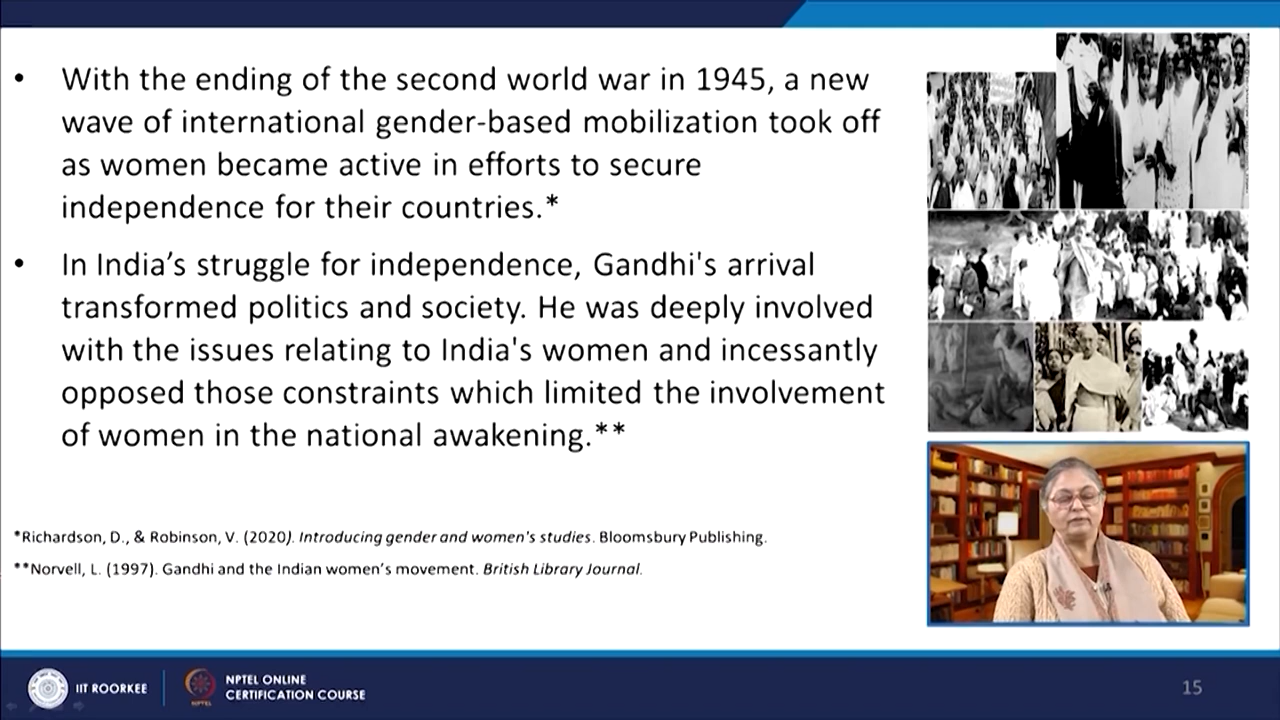 • With the ending of the second world war in 1945, a new
wave of international gender-based mobilization took off
as women became active in efforts to secure
independence for their countries.*
• In India’s struggle for independence, Gandhi's arrival
transformed politics and society. He was deeply involved
with the issues relating to India's women and incessantly
opposed those constraints which limited the involvement
of women in the national awakening.**
*Richardson, D., & Robinson, V. (2020). Introducing gender and women's studies. Bloomsbury Publishing.
**Norvell, L. (1997). Gandhi and the Indian women’s movement. British Library Journal.
IIT ROORKEE
NPTEL
NPTEL ONLINE
CERTIFICATION COURSE
15